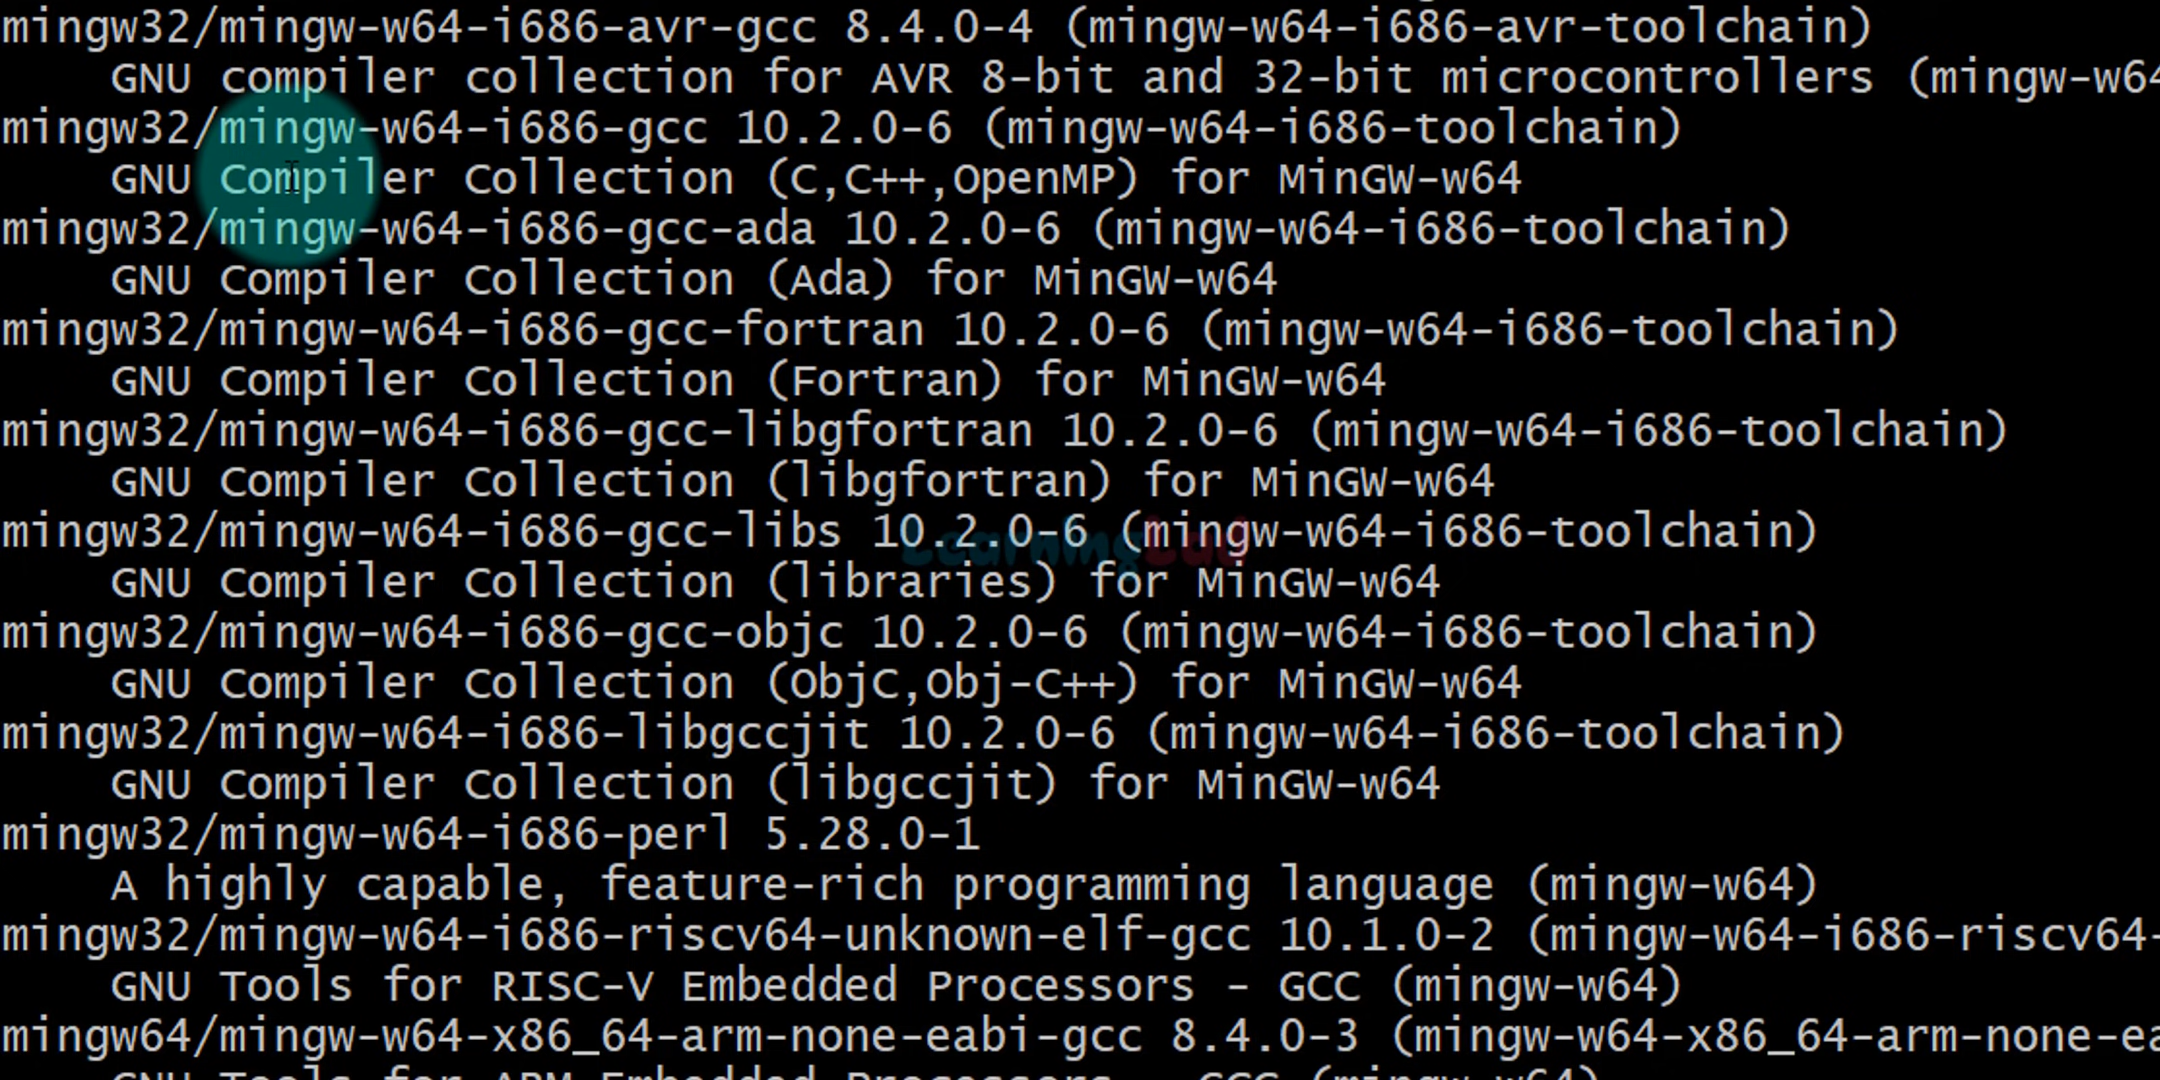 mingw32/mingw-w64-i686-avr-gcc 8.4.0-4 (mingw-w64-i686-avr-toolchain)
GNU compiler collection for AVR 8-bit and 32-bit microcontrollers (mingw-w64
mingw32/mingw-w64-i686-gcc 10.2.0-6 (mingw-w64-i686-toolchain)
GNU Compiler Collection (C,C++,OpenMP) for MinGW-w64
mingw32/mingw-w64-i686-gcc-ada 10.2.0-6 (mingw-w64-i686-toolchain)
GNU Compiler Collection (Ada) for MinGW-w64
mingw32/mingw-w64-i686-gcc-fortran 10.2.0-6 (mingw-w64-i686-toolchain)
GNU Compiler Collection (Fortran) for MinGW-w64
mingw32/mingw-w64-i686-gcc-libgfortran 10.2.0-6 (mingw-w64-i686-toolchain)
GNU Compiler Collection (libgfortran) for MinGW-w64
mingw32/mingw-w64-i686-gcc-libs 10.2.0-6 (mingw-w64-i686-toolchain)
LearningLad
GNU Compiler Collection (libraries) for MinGW-w64
mingw32/mingw-w64-i686-gcc-objc 10.2.0-6 (mingw-w64-i686-toolchain)
GNU Compiler Collection (ObjC,Obj-C++) for MinGW-w64
mingw32/mingw-w64-i686-libgccjit 10.2.0-6 (mingw-w64-i686-toolchain)
GNU Compiler Collection (libgccjit) for MinGW-w64
mingw32/mingw-w64-i686-perl 5.28.0-1
A highly capable, feature-rich programming language (mingw-w64)
mingw32/mingw-w64-i686-riscv64-unknown-elf-gcc 10.1.0-2 (mingw-w64-i686-riscv64-
GNU Tools for RISC-V Embedded Processors - GCC (mingw-w64)
mingw64/mingw-w64-x86_64-arm-none-eabi-gcc 8.4.0-3 (mingw-w64-x86_64-arm-none-ea
GNU Tools for ARM Embedded Processors - GCC (mingw-w64)